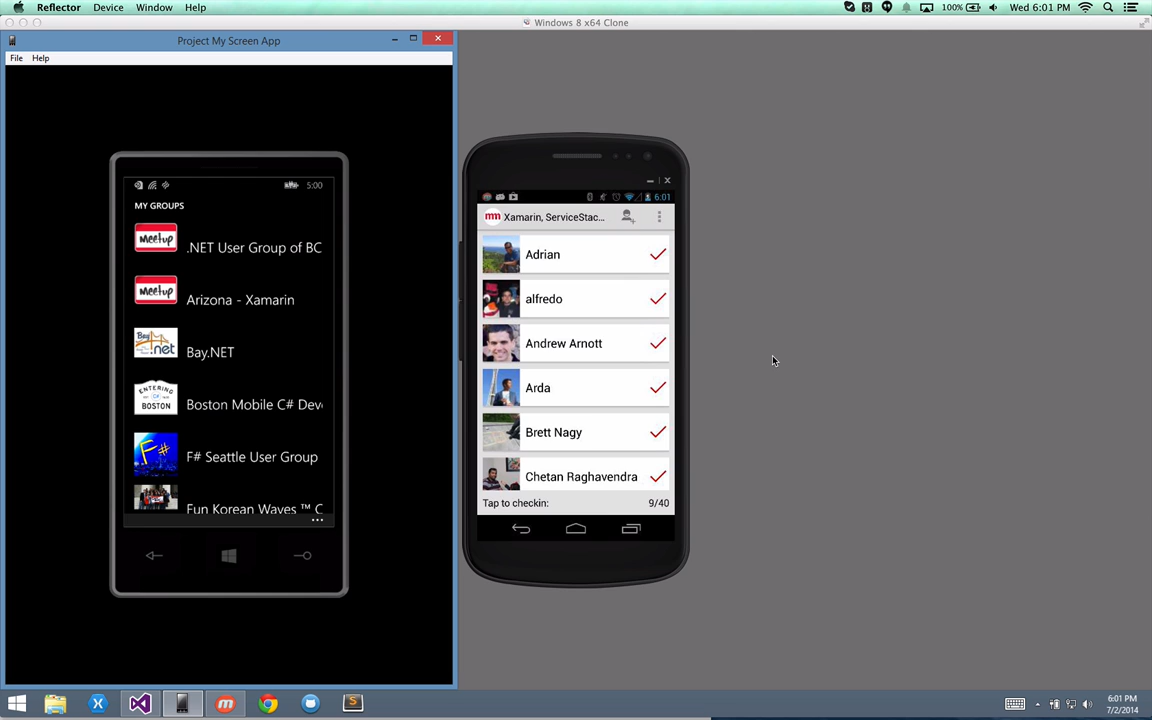 Reflector Device Window Help 100% Wed 6:01 PM
Windows 8 x64 Clone
Project My Screen App
File Help
5:00
MY GROUPS
meetup .NET User Group of BC
meetup Arizona - Xamarin
Bay.net Bay.NET
ENTERING BOSTON Boston Mobile C# Dev
F# F# Seattle User Group
Fun Korean Waves ™ C
6:01
mm Xamarin, ServiceStac...
Adrian
alfredo
Andrew Arnott
Arda
Brett Nagy
Chetan Raghavendra
Tap to checkin: 9/40
6:01 PM
7/2/2014